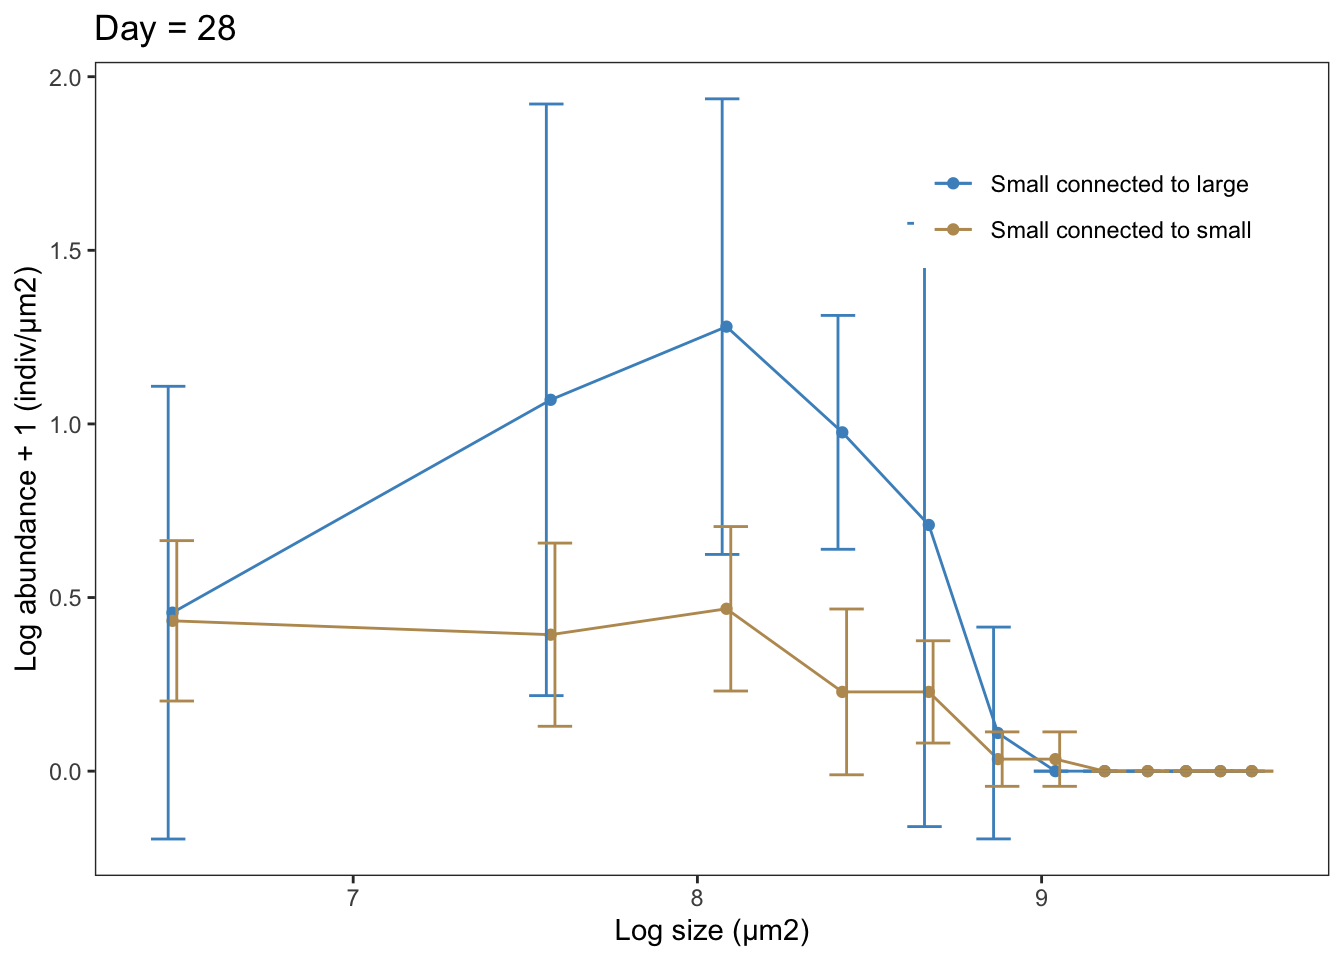 Day = 28
2.0
1.5
1.0
0.5
0.0
Log abundance + 1 (indiv/µm2)
Small connected to large
Small connected to small
7
8
9
Log size (µm2)